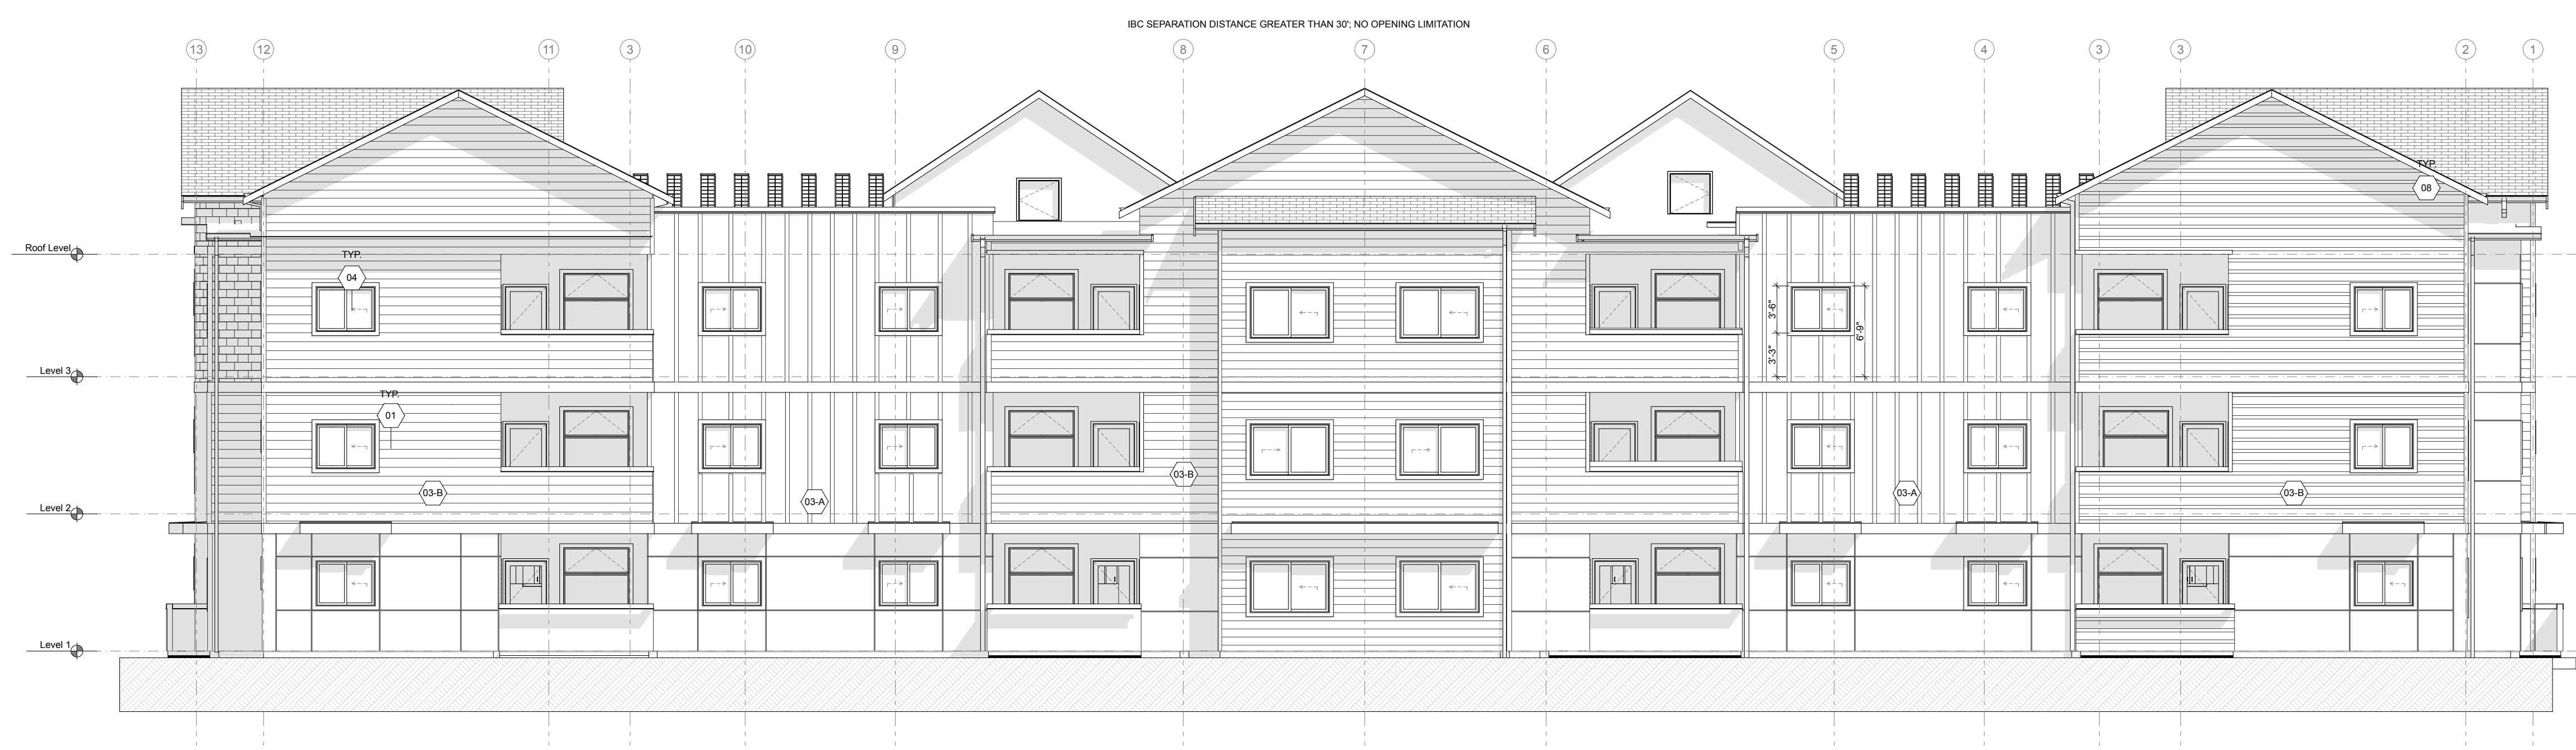 IBC SEPARATION DISTANCE GREATER THAN 30'; NO OPENING LIMITATION
13 12 11 3 10 9 8 7 6 5 4 3 3 2 1
TYP.
08
Roof Level
TYP.
04
3'-6"
6'-9"
3'-3"
Level 3
TYP.
01
03-B
03-B
03-A
03-A
03-B
Level 2
Level 1